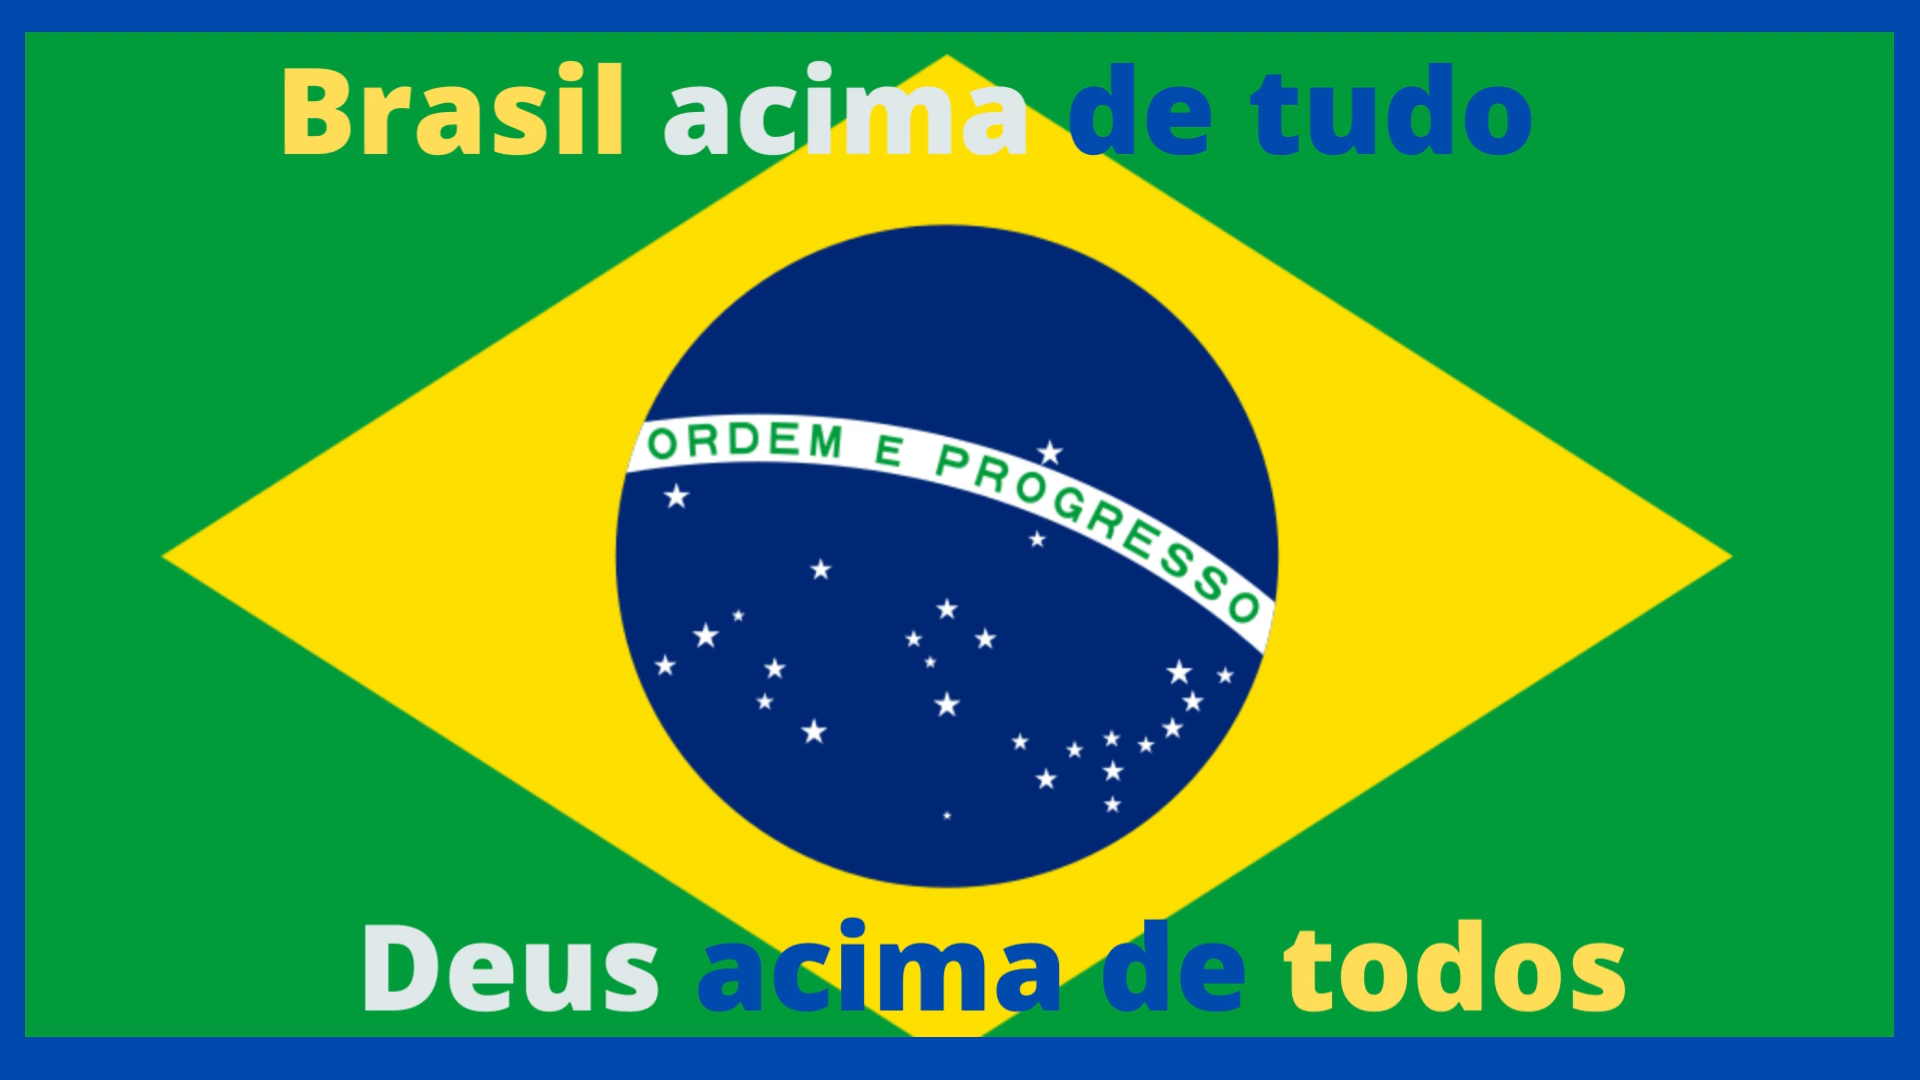 Brasil acima de tudo
ORDEM E PROGRESSO
Deus acima de todos